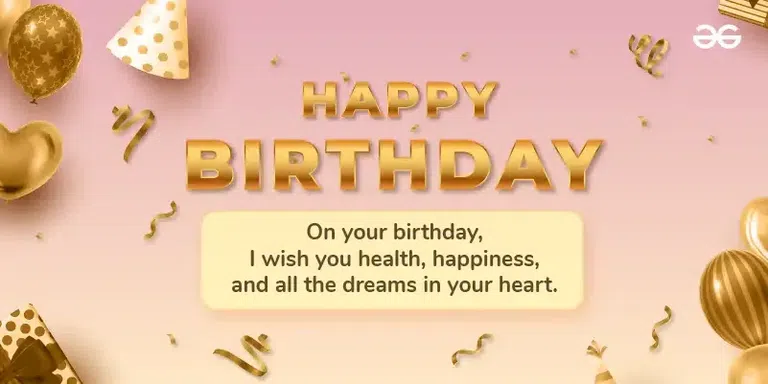 HAPPY
BIRTHDAY
On your birthday,
I wish you health, happiness,
and all the dreams in your heart.